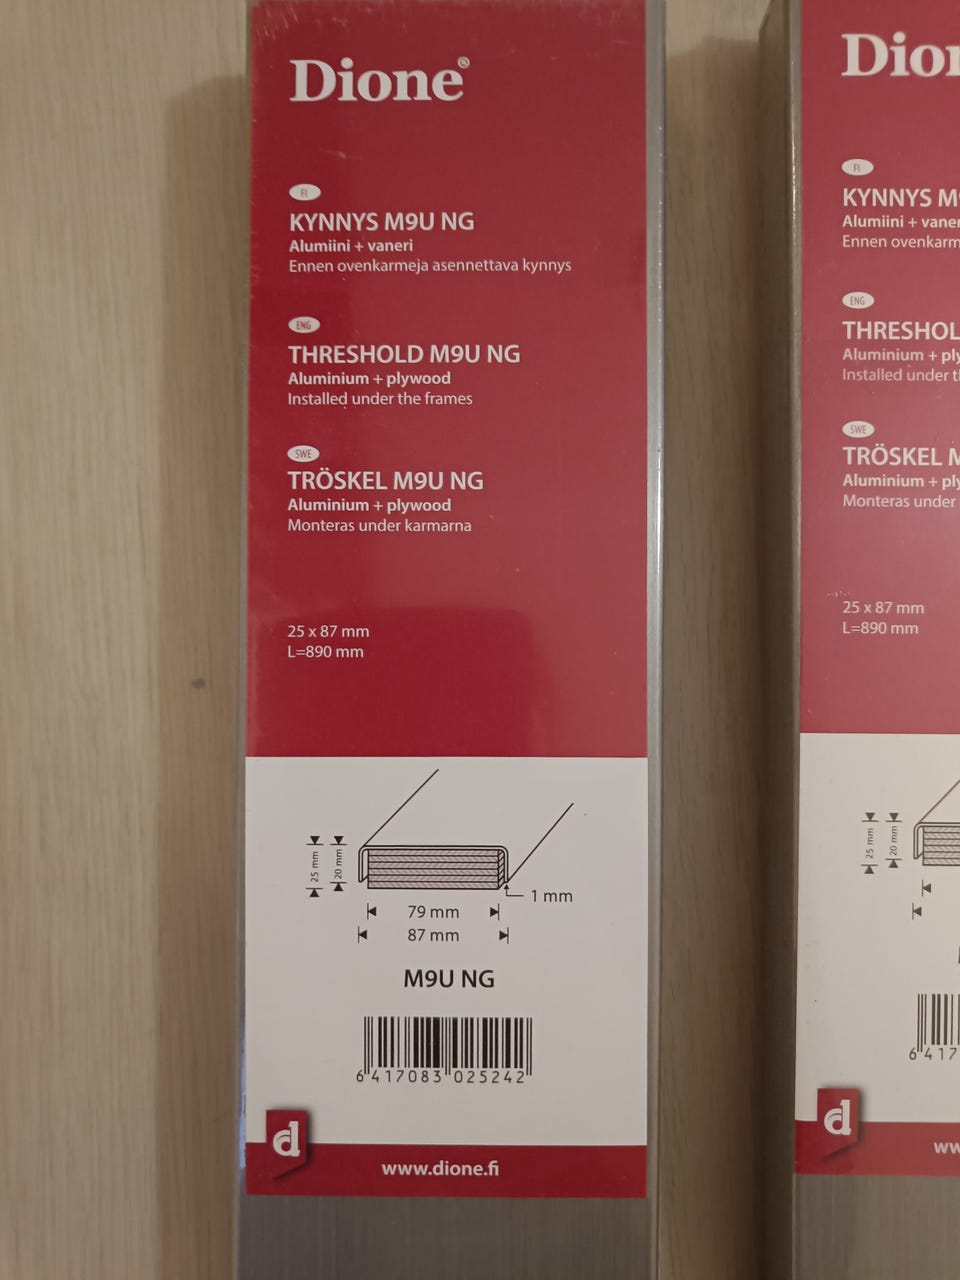 Dione®
FI
KYNNYS M9U NG
Alumiini + vaneri
Ennen ovenkarmeja asennettava kynnys
ENG
THRESHOLD M9U NG
Aluminium + plywood
Installed under the frames
SWE
TRÖSKEL M9U NG
Aluminium + plywood
Monteras under karmarna
25 x 87 mm
L=890 mm
25 mm
20 mm
1 mm
79 mm
87 mm
M9U NG
6 417083 025242
d
www.dione.fi
Dion
FI
KYNNYS M9
Alumiini + vaner
Ennen ovenkarm
ENG
THRESHOL
Aluminium + ply
Installed under t
SWE
TRÖSKEL M
Aluminium + ply
Monteras under
25 x 87 mm
L=890 mm
25 mm
20 mm
6 417
d
ww